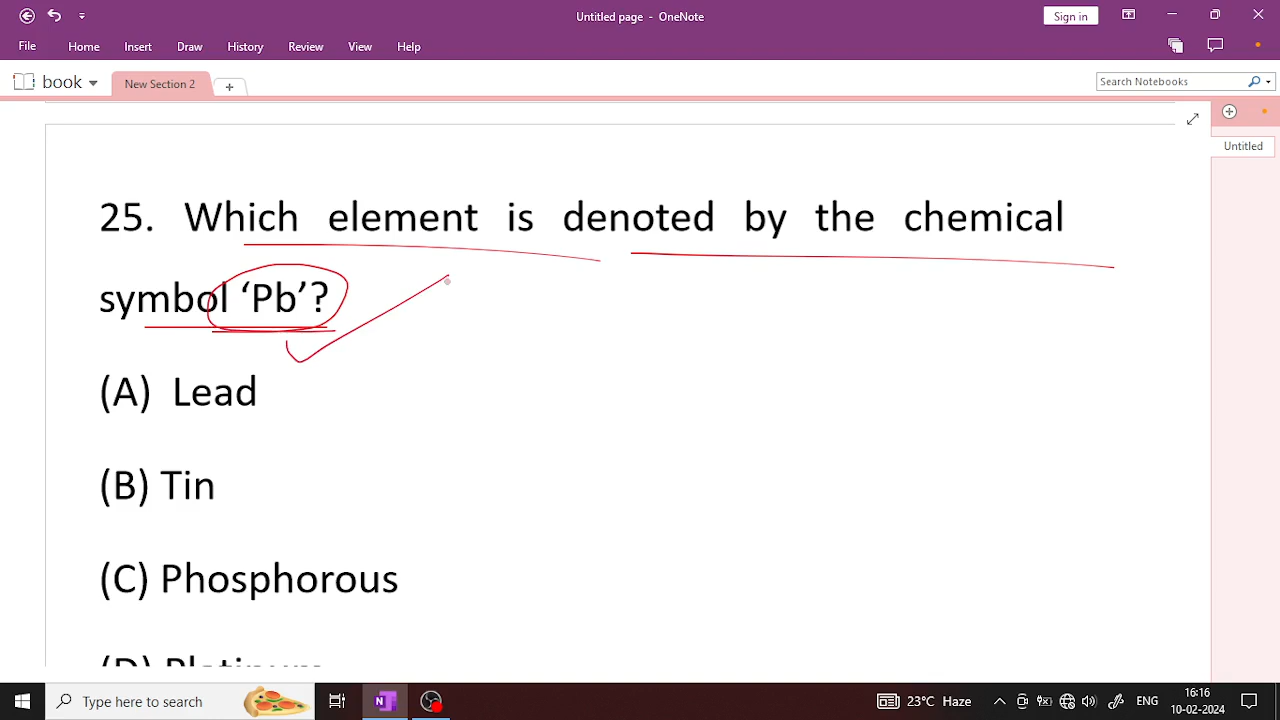 Untitled page - OneNote
Sign in
File Home Insert Draw History Review View Help
book New Section 2 + Search Notebooks
Untitled
25. Which element is denoted by the chemical
symbol ‘Pb’?
(A) Lead
(B) Tin
(C) Phosphorous
(D) Platinum
Type here to search
23°C Haze
ENG
16:16
10-02-2024